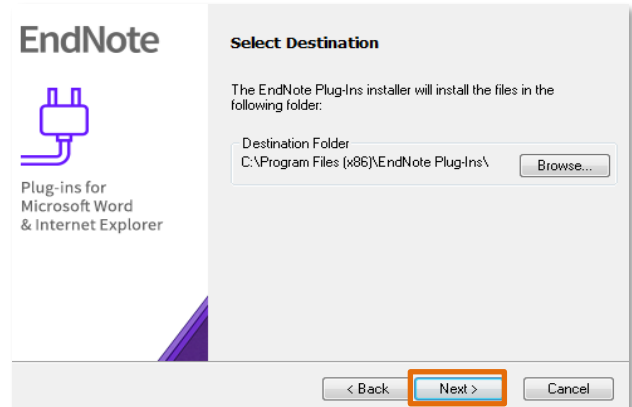 EndNote
Plug-ins for
Microsoft Word
& Internet Explorer
Select Destination
The EndNote Plug-Ins installer will install the files in the
following folder:
Destination Folder
C:\Program Files (x86)\EndNote Plug-Ins\
Browse...
< Back
Next >
Cancel